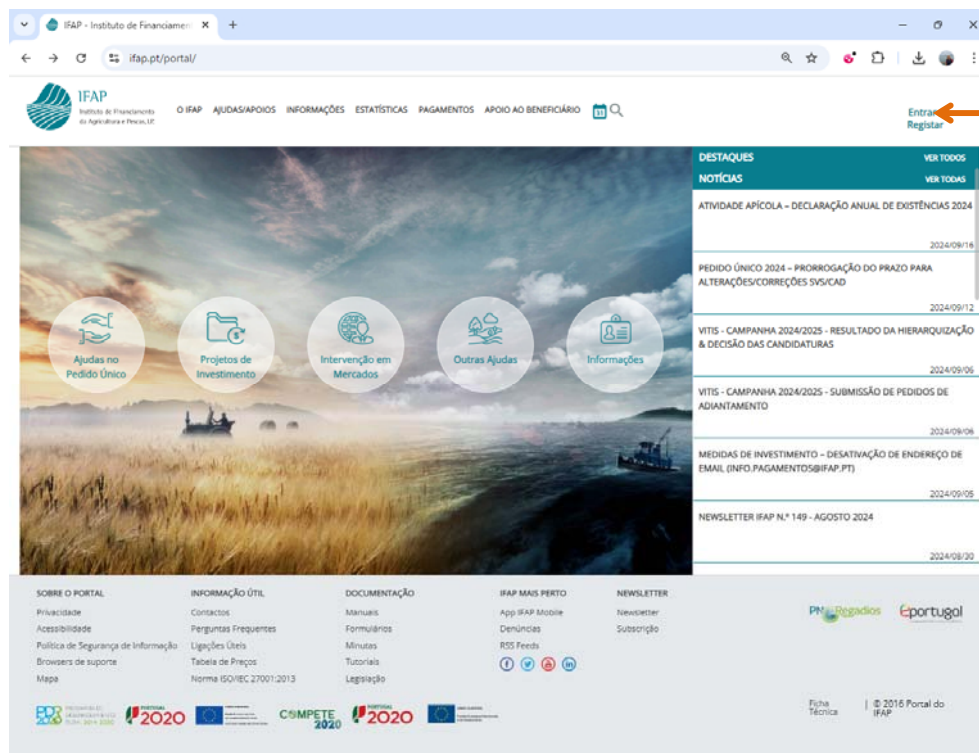 IFAP - Instituto de Financiamen
ifap.pt/portal/
IFAP
Instituto de Financiamento
da Agricultura e Pescas, I.P.
O IFAP AJUDAS/APOIOS INFORMAÇÕES ESTATÍSTICAS PAGAMENTOS APOIO AO BENEFICIÁRIO 31
Entrar
Registar
DESTAQUES VER TODOS
NOTÍCIAS VER TODAS
ATIVIDADE APÍCOLA – DECLARAÇÃO ANUAL DE EXISTÊNCIAS 2024
2024/09/16
PEDIDO ÚNICO 2024 – PRORROGAÇÃO DO PRAZO PARA
ALTERAÇÕES/CORREÇÕES SVS/CAD
2024/09/12
VITIS - CAMPANHA 2024/2025 - RESULTADO DA HIERARQUIZAÇÃO
& DECISÃO DAS CANDIDATURAS
2024/09/06
VITIS - CAMPANHA 2024/2025 - SUBMISSÃO DE PEDIDOS DE
ADIANTAMENTO
2024/09/06
MEDIDAS DE INVESTIMENTO – DESATIVAÇÃO DE ENDEREÇO DE
EMAIL (INFO.PAGAMENTOS@IFAP.PT)
2024/09/05
NEWSLETTER IFAP N.º 149 - AGOSTO 2024
2024/08/30
Ajudas no
Pedido Único
Projetos de
Investimento
Intervenção em
Mercados
Outras Ajudas
Informações
SOBRE O PORTAL
Privacidade
Acessibilidade
Política de Segurança de Informação
Browsers de suporte
Mapa
INFORMAÇÃO ÚTIL
Contactos
Perguntas Frequentes
Ligações Úteis
Tabela de Preços
Norma ISO/IEC 27001:2013
DOCUMENTAÇÃO
Manuais
Formulários
Minutas
Tutoriais
Legislação
IFAP MAIS PERTO
App IFAP Mobile
Denúncias
RSS Feeds
NEWSLETTER
Newsletter
Subscrição
PN Regadios
eportugal
PDR
2020
PORTUGAL
2020
COMPETE
2020
PORTUGAL
2020
Ficha
Técnica
© 2016 Portal do
IFAP